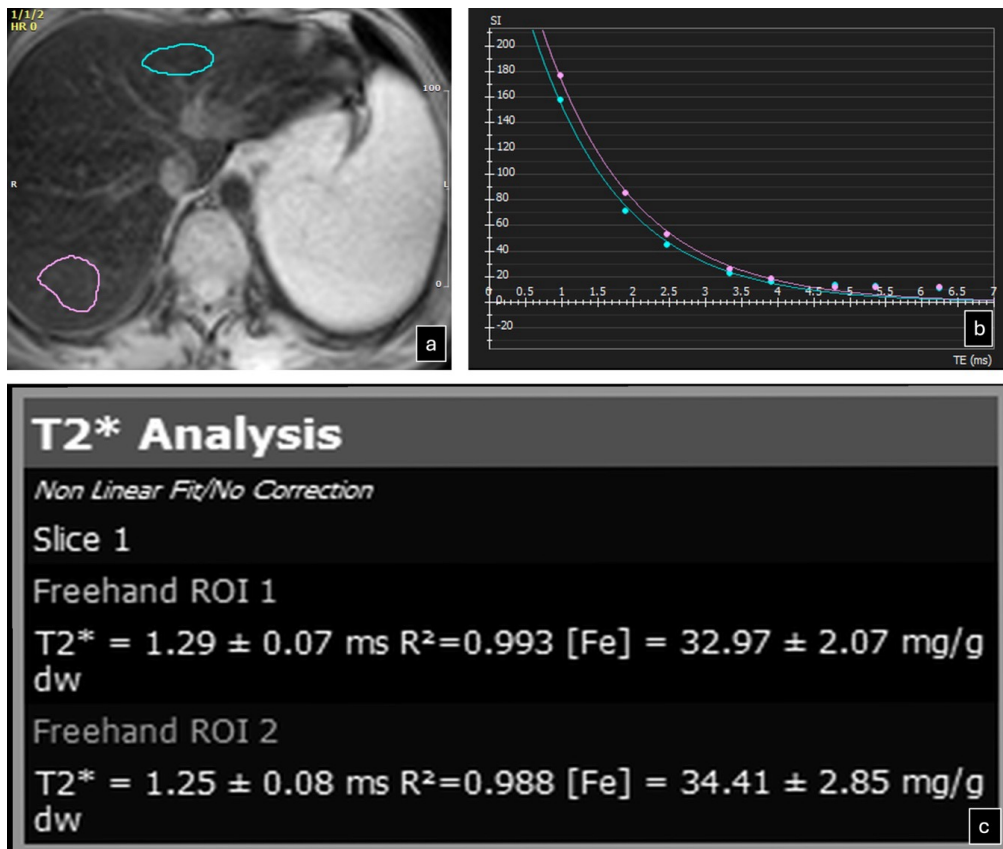 1/1/2
HR 0
100
R
L
0
a
SI
200
180
160
140
120
100
80
60
40
20
0
-20
0 0.5 1 1.5 2 2.5 3 3.5 4 4.5 5 5.5 6 6.5 7
TE (ms)
b
T2* Analysis
Non Linear Fit/No Correction
Slice 1
Freehand ROI 1
T2* = 1.29 ± 0.07 ms R²=0.993 [Fe] = 32.97 ± 2.07 mg/g
dw
Freehand ROI 2
T2* = 1.25 ± 0.08 ms R²=0.988 [Fe] = 34.41 ± 2.85 mg/g
dw
c